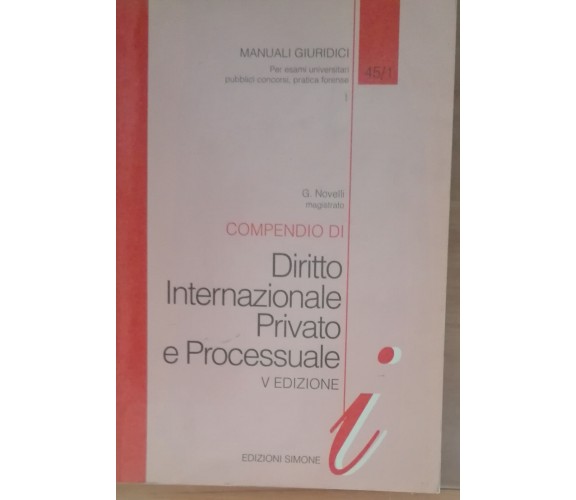 MANUALI GIURIDICI
Per esami universitari
pubblici concorsi, pratica forense
45/1
G. Novelli
magistrato
COMPENDIO DI
Diritto
Internazionale
Privato
e Processuale
V EDIZIONE
i
EDIZIONI SIMONE